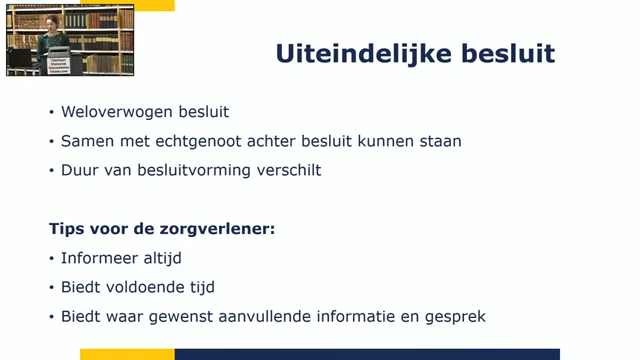 Uiteindelijke besluit
• Weloverwogen besluit
• Samen met echtgenoot achter besluit kunnen staan
• Duur van besluitvorming verschilt
Tips voor de zorgverlener:
• Informeer altijd
• Biedt voldoende tijd
• Biedt waar gewenst aanvullende informatie en gesprek